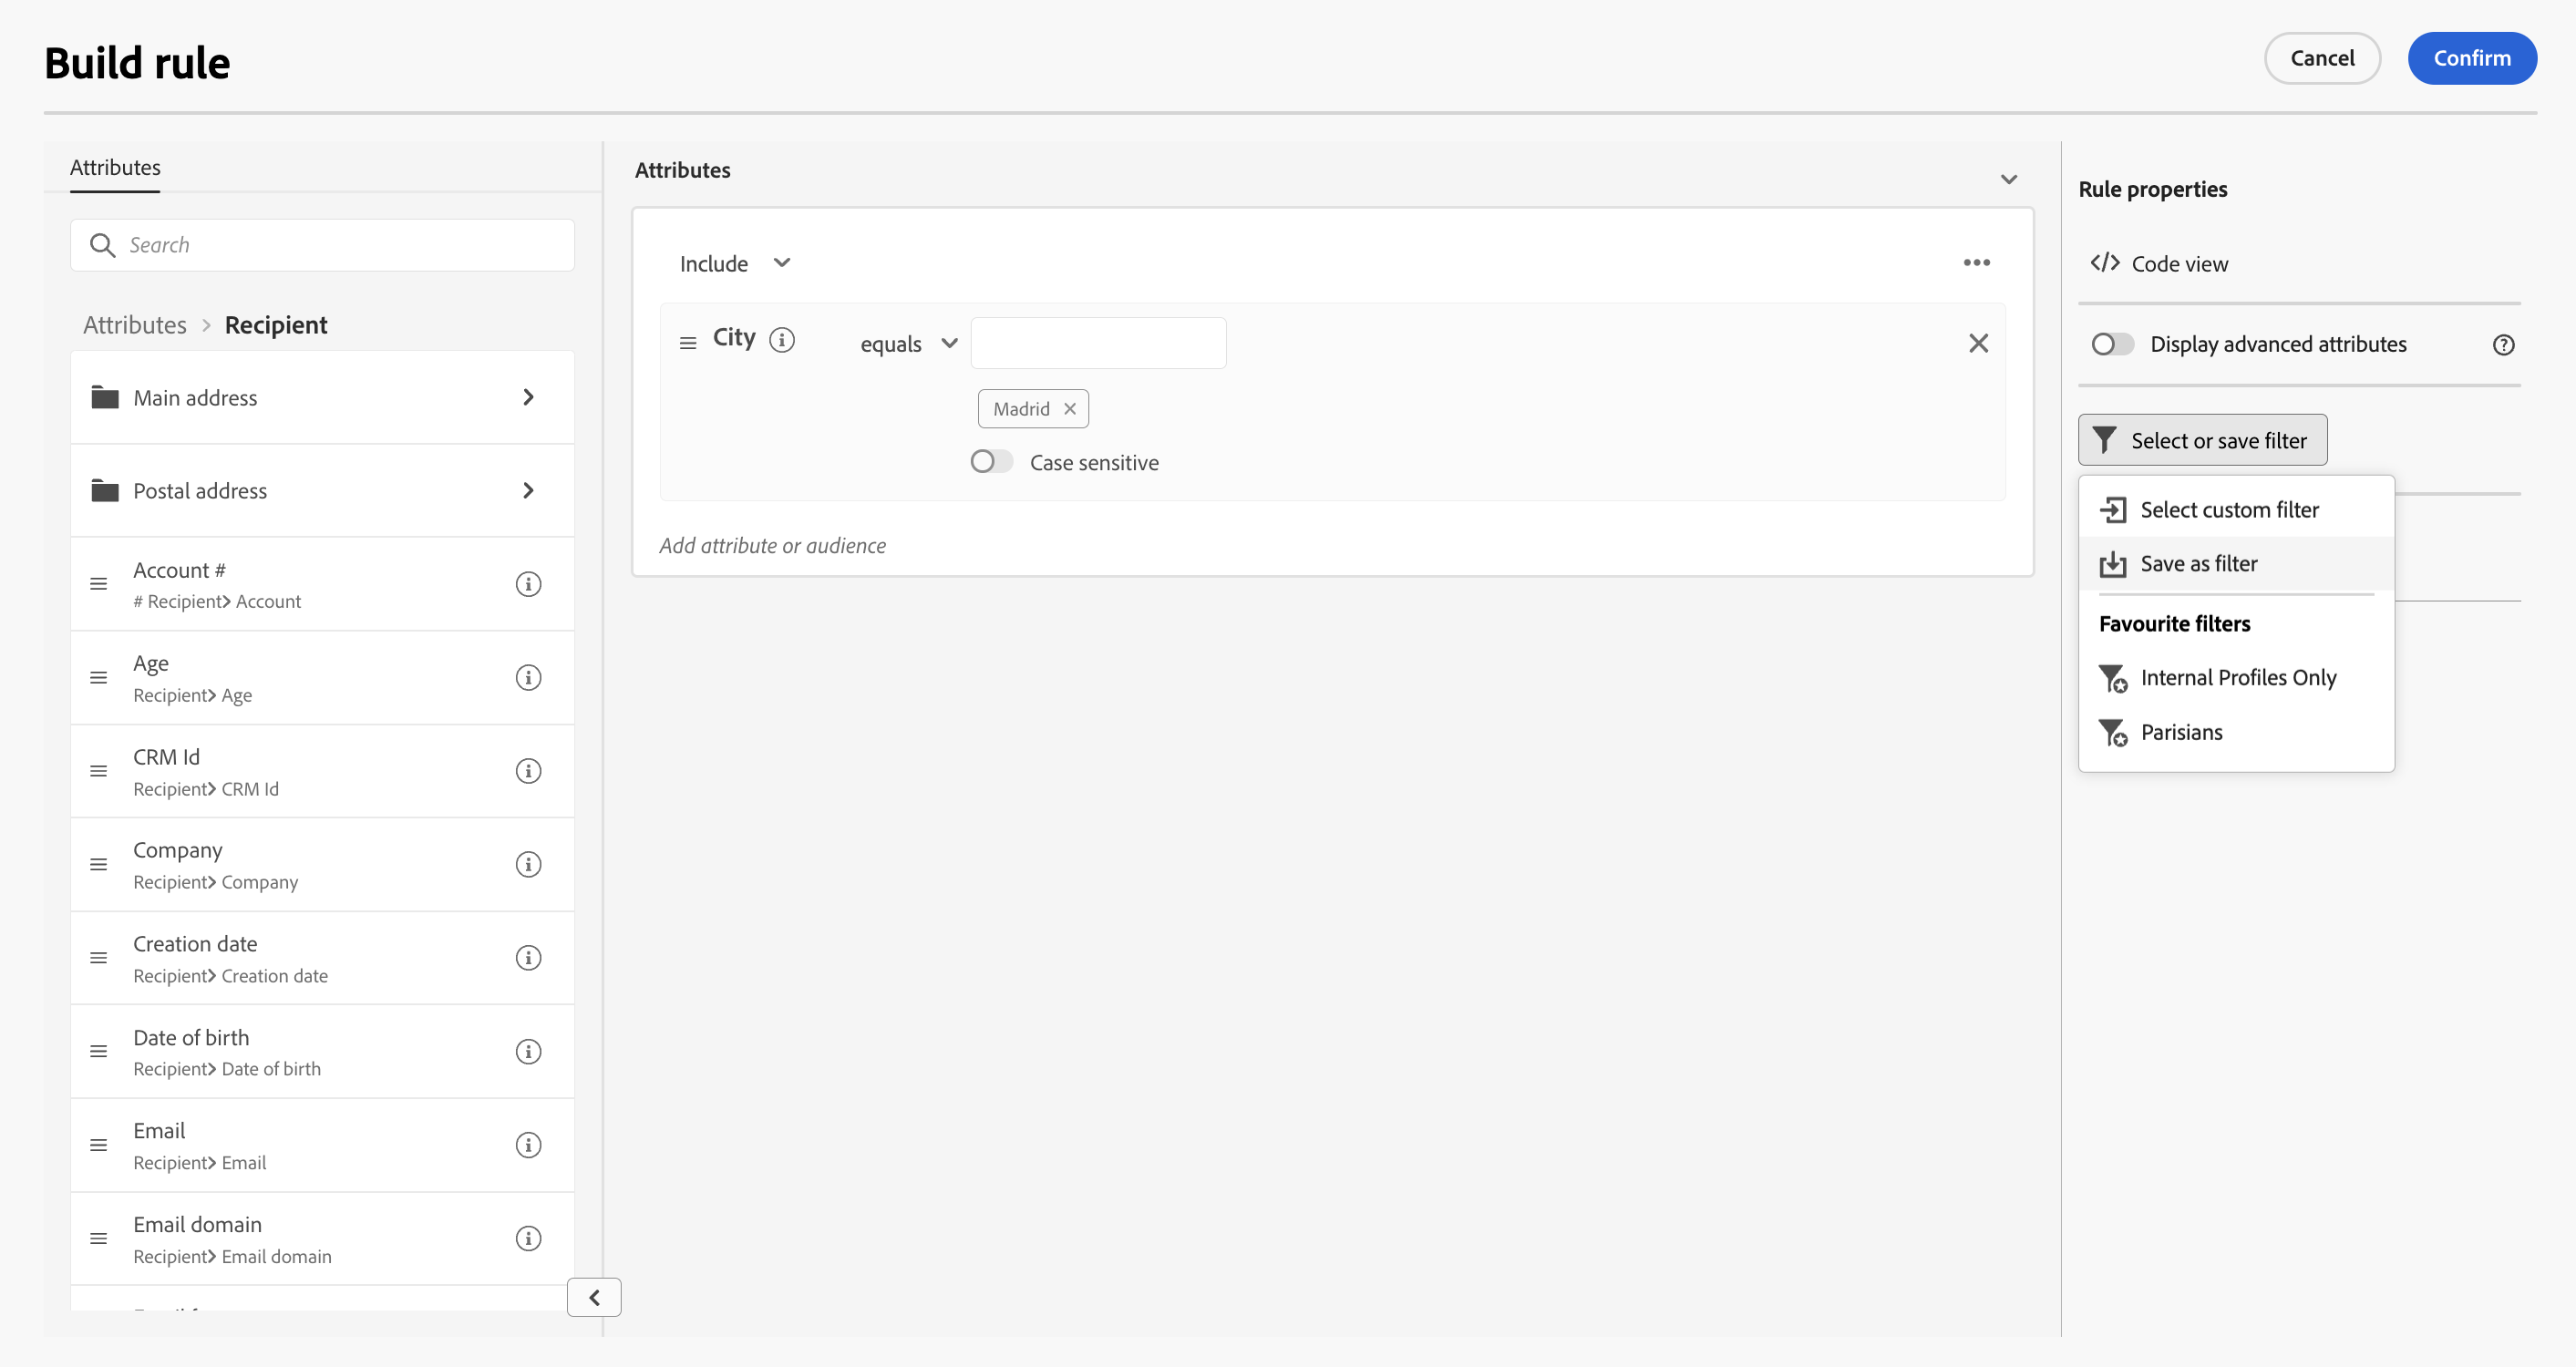 Build rule
Cancel
Confirm
Attributes
Search
Attributes > Recipient
Main address
Postal address
Account #
# Recipient> Account
Age
Recipient> Age
CRM Id
Recipient> CRM Id
Company
Recipient> Company
Creation date
Recipient> Creation date
Date of birth
Recipient> Date of birth
Email
Recipient> Email
Email domain
Recipient> Email domain
Attributes
Include
City
equals
Madrid
Case sensitive
Add attribute or audience
Rule properties
</> Code view
Display advanced attributes
Select or save filter
Select custom filter
Save as filter
Favourite filters
Internal Profiles Only
Parisians